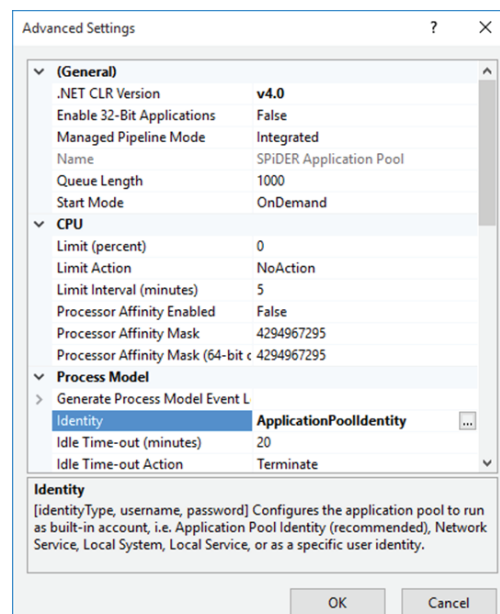 Advanced Settings ?
(General)
.NET CLR Version v4.0
Enable 32-Bit Applications False
Managed Pipeline Mode Integrated
Name SPiDER Application Pool
Queue Length 1000
Start Mode OnDemand
CPU
Limit (percent) 0
Limit Action NoAction
Limit Interval (minutes) 5
Processor Affinity Enabled False
Processor Affinity Mask 4294967295
Processor Affinity Mask (64-bit c 4294967295
Process Model
Generate Process Model Event L
Identity ApplicationPoolIdentity ...
Idle Time-out (minutes) 20
Idle Time-out Action Terminate
Identity
[identityType, username, password] Configures the application pool to run
as built-in account, i.e. Application Pool Identity (recommended), Network
Service, Local System, Local Service, or as a specific user identity.
OK Cancel